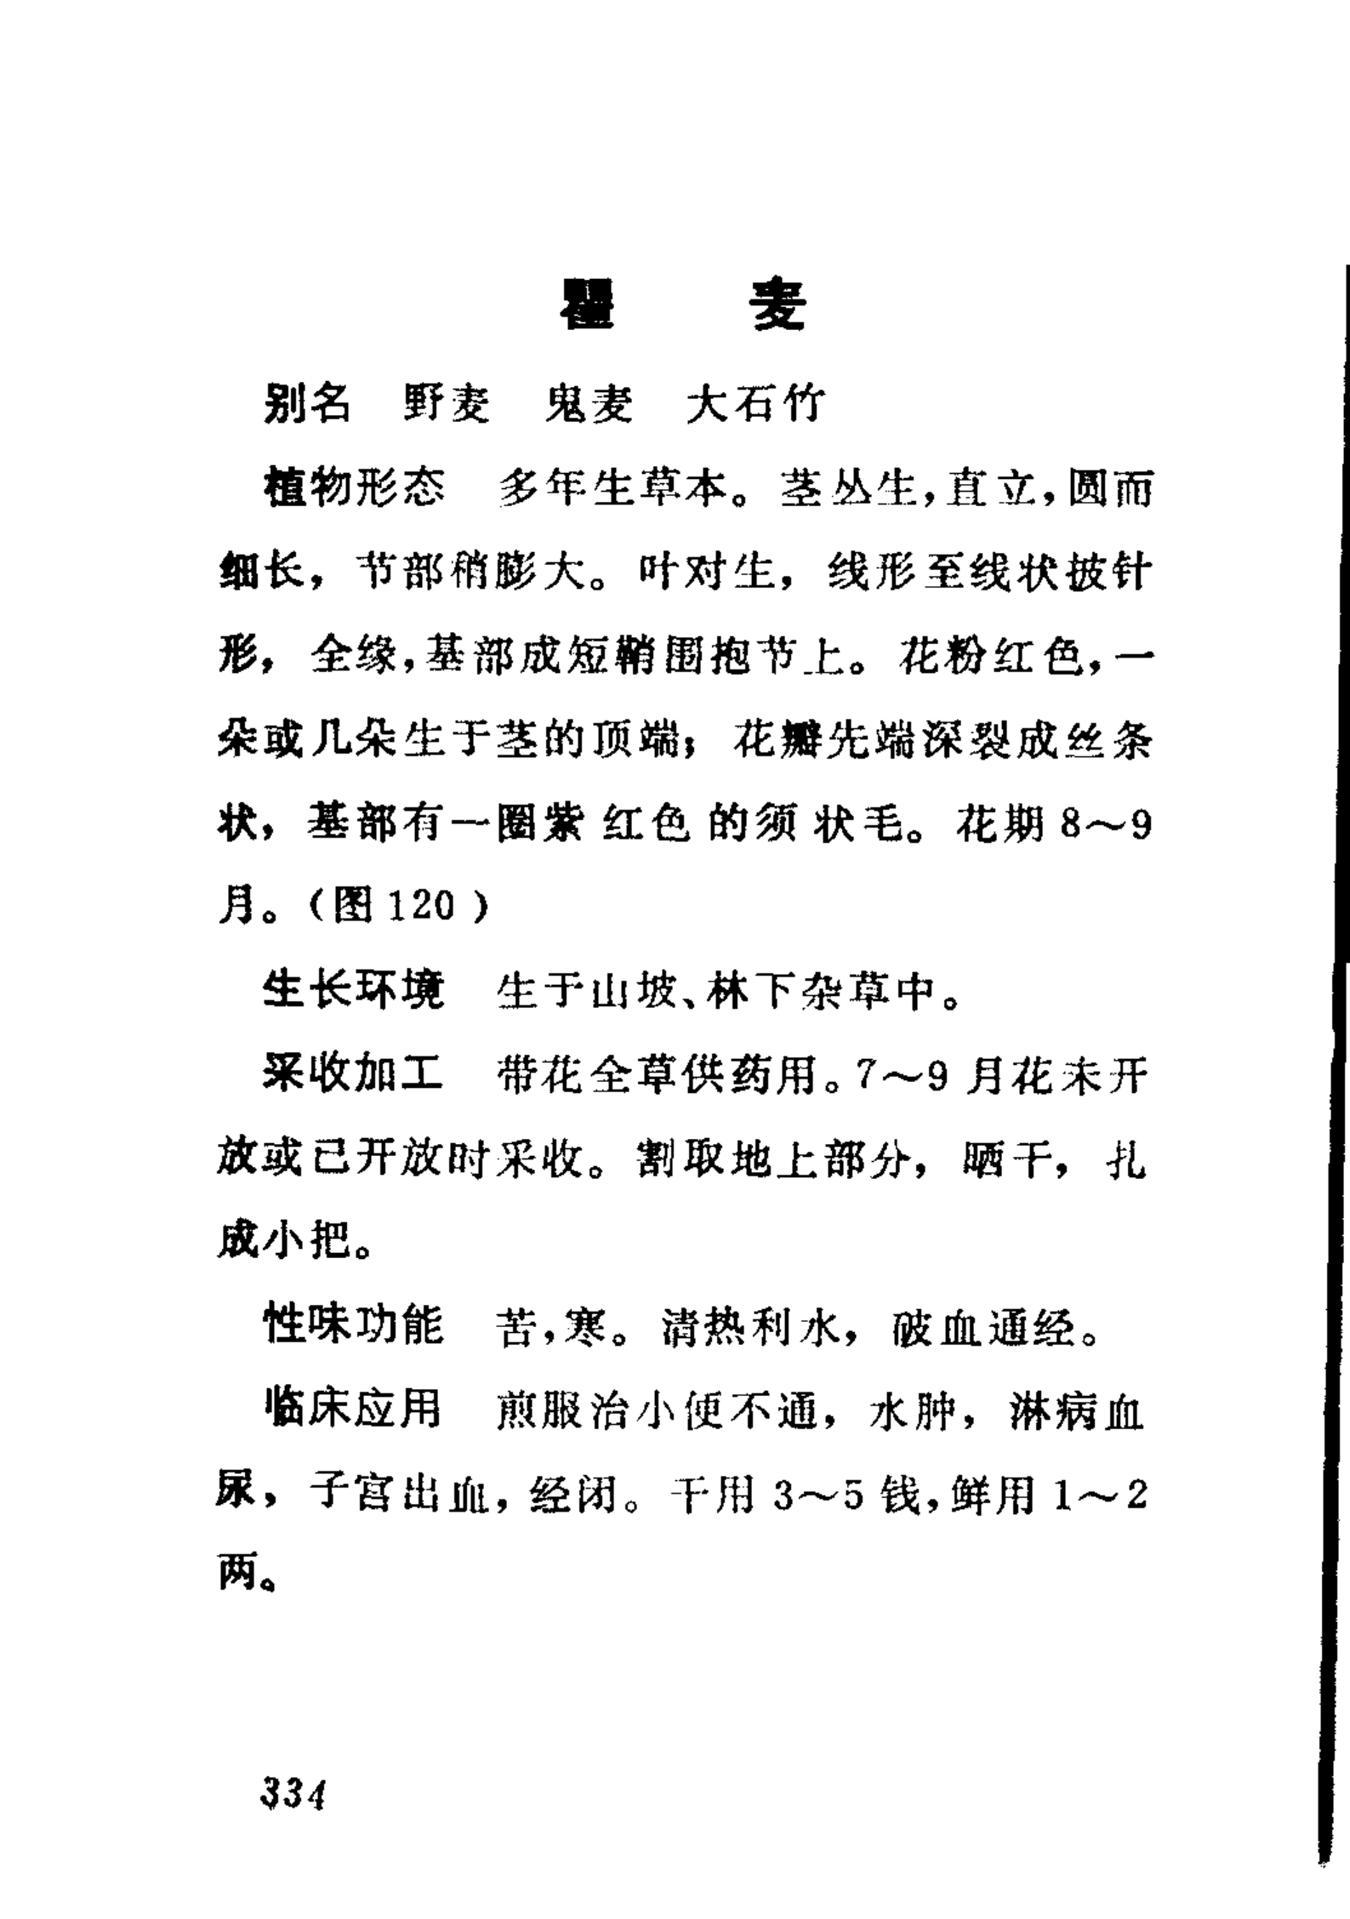 瞿 麦
别名 野麦 鬼麦 大石竹
植物形态 多年生草本。茎丛生，直立，圆而
细长，节部稍膨大。叶对生，线形至线状披针
形，全缘，基部成短鞘围抱节上。花粉红色，一
朵或几朵生于茎的顶端；花瓣先端深裂成丝条
状，基部有一圈紫红色的须状毛。花期8～9
月。（图120）
生长环境 生于山坡、林下杂草中。
采收加工 带花全草供药用。7～9月花未开
放或已开放时采收。割取地上部分，晒干，扎
成小把。
性味功能 苦，寒。清热利水，破血通经。
临床应用 煎服治小便不通，水肿，淋病血
尿，子宫出血，经闭。干用3～5钱，鲜用1～2
两。
334